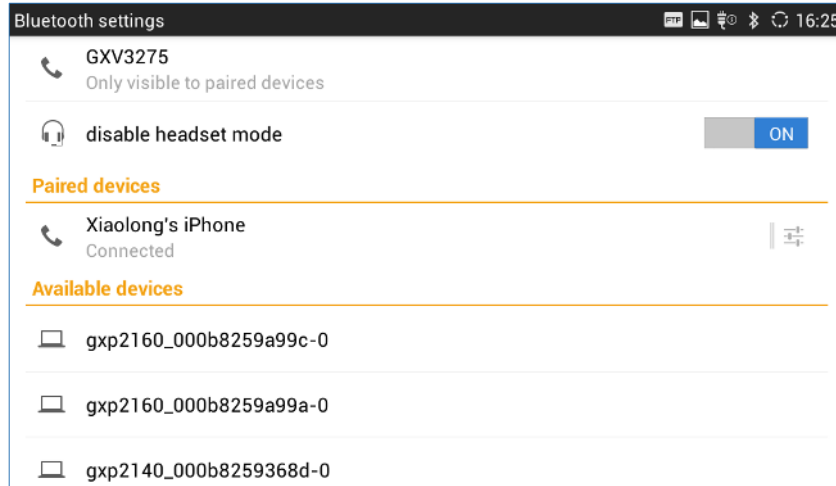 Bluetooth settings
FTP
16:25
GXV3275
Only visible to paired devices
disable headset mode
ON
Paired devices
Xiaolong's iPhone
Connected
Available devices
gxp2160_000b8259a99c-0
gxp2160_000b8259a99a-0
gxp2140_000b8259368d-0